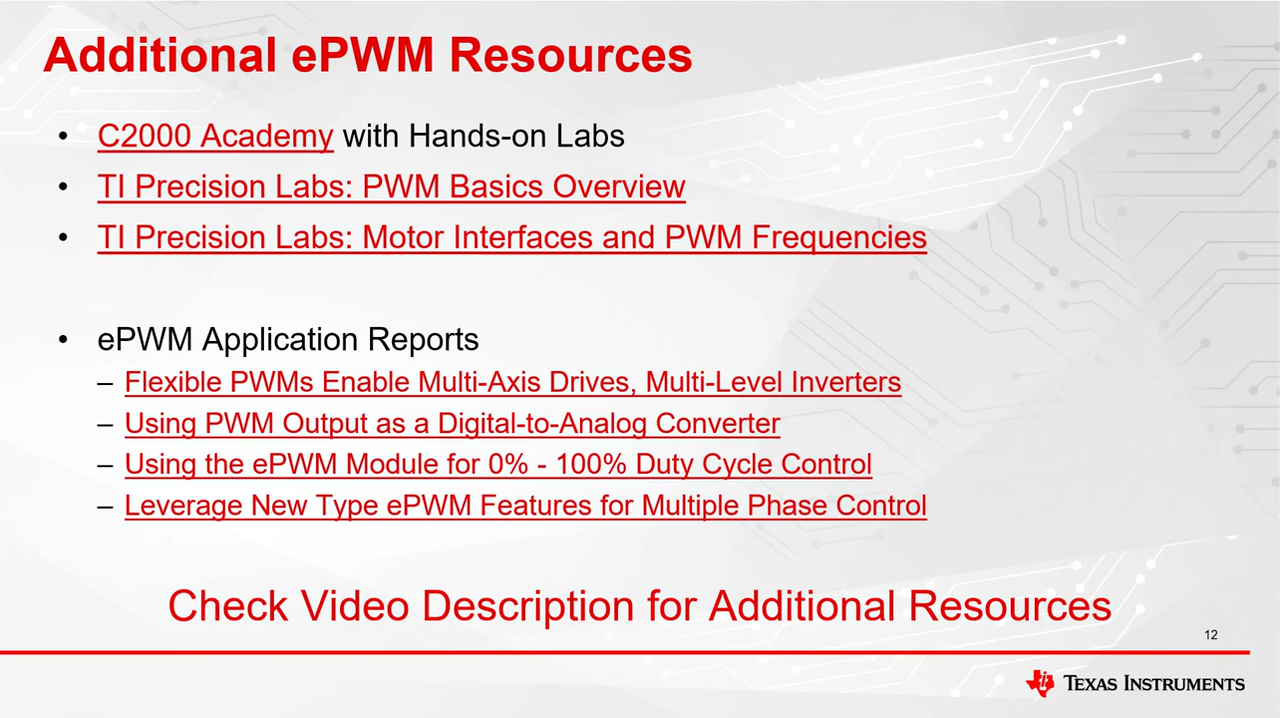 Additional ePWM Resources
• C2000 Academy with Hands-on Labs
• TI Precision Labs: PWM Basics Overview
• TI Precision Labs: Motor Interfaces and PWM Frequencies
• ePWM Application Reports
– Flexible PWMs Enable Multi-Axis Drives, Multi-Level Inverters
– Using PWM Output as a Digital-to-Analog Converter
– Using the ePWM Module for 0% - 100% Duty Cycle Control
– Leverage New Type ePWM Features for Multiple Phase Control
Check Video Description for Additional Resources
12
TEXAS INSTRUMENTS